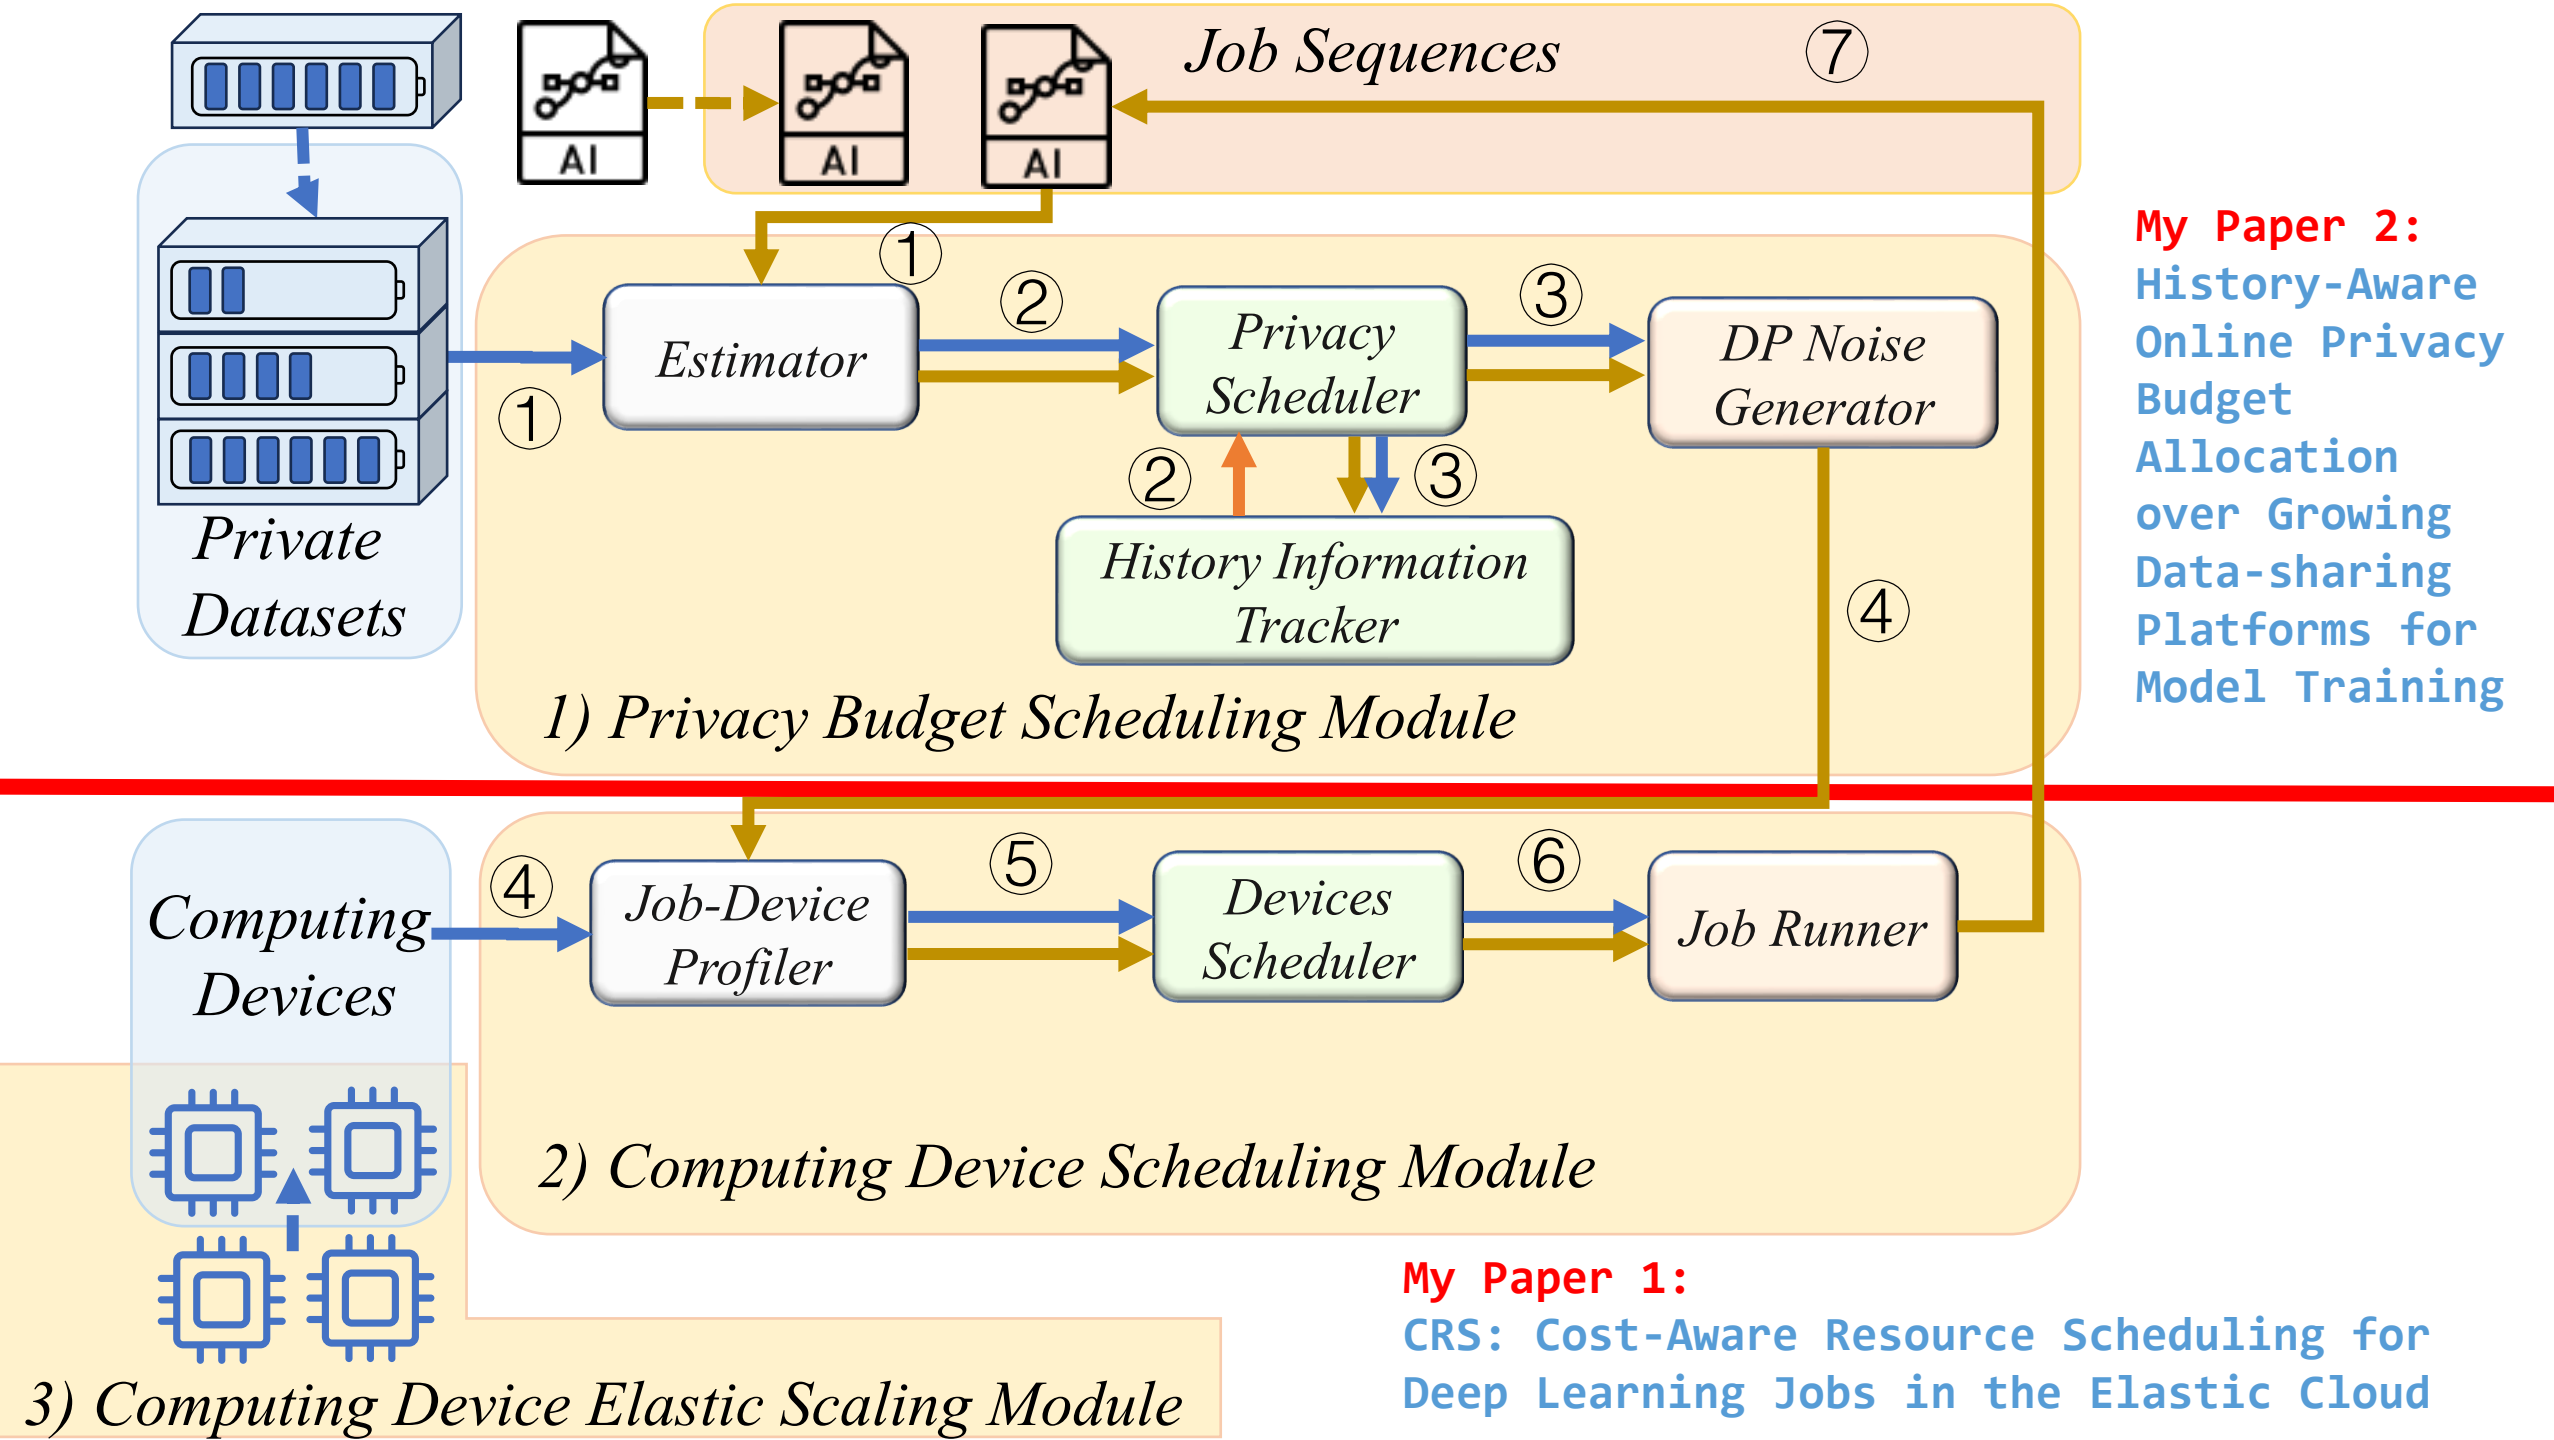 Job Sequences
⑦
AI
AI
AI
①
②
③
Estimator
Privacy
Scheduler
DP Noise
Generator
①
②
③
History Information
Tracker
④
Private
Datasets
1) Privacy Budget Scheduling Module
My Paper 2:
History-Aware
Online Privacy
Budget
Allocation
over Growing
Data-sharing
Platforms for
Model Training
Computing
Devices
④
⑤
⑥
Job-Device
Profiler
Devices
Scheduler
Job Runner
2) Computing Device Scheduling Module
3) Computing Device Elastic Scaling Module
My Paper 1:
CRS: Cost-Aware Resource Scheduling for
Deep Learning Jobs in the Elastic Cloud